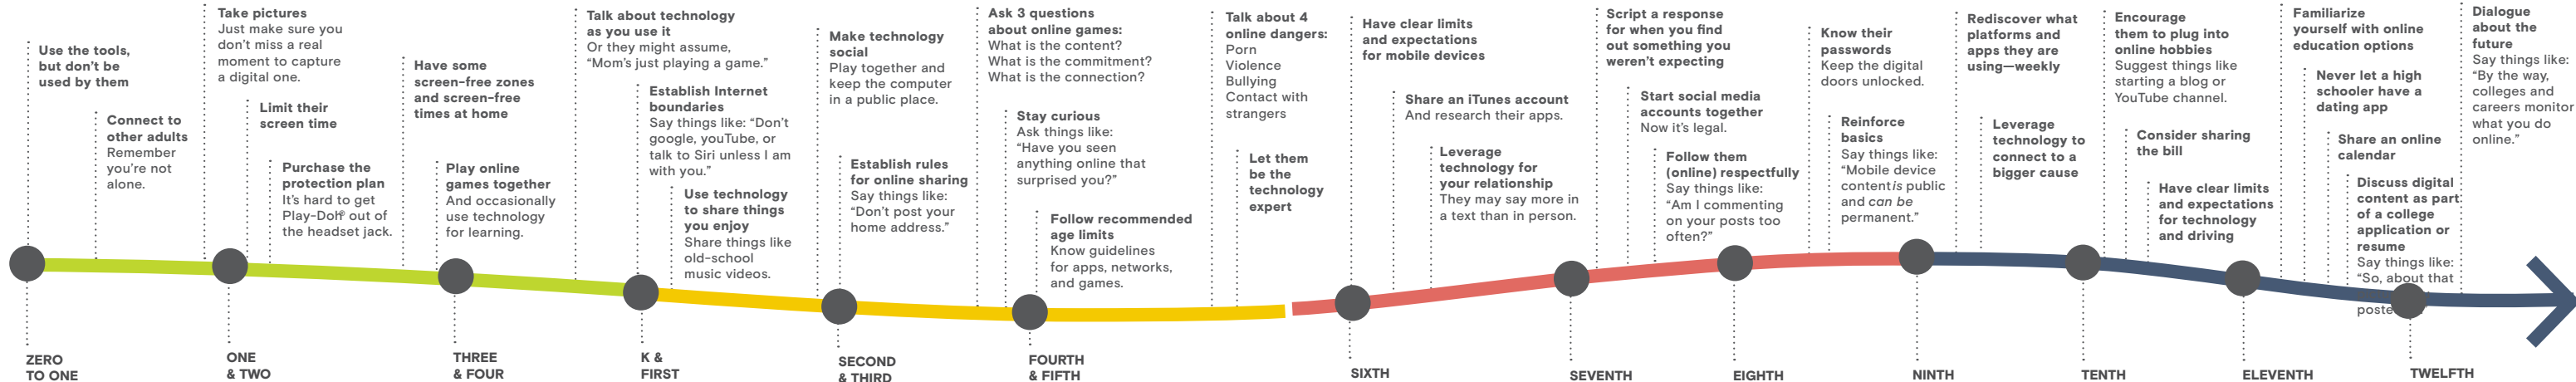 Use the tools,
but don't be
used by them
Connect to
other adults
Remember
you're not
alone.
Take pictures
Just make sure you
don't miss a real
moment to capture
a digital one.
Limit their
screen time
Purchase the
protection plan
It's hard to get
Play-Doh® out of
the headset jack.
Have some
screen-free zones
and screen-free
times at home
Play online
games together
And occasionally
use technology
for learning.
Talk about technology
as you use it
Or they might assume,
“Mom's just playing a game.”
Establish Internet
boundaries
Say things like: “Don't
google, youTube, or
talk to Siri unless I am
with you.”
Use technology
to share things
you enjoy
Share things like
old-school
music videos.
Make technology
social
Play together and
keep the computer
in a public place.
Establish rules
for online sharing
Say things like:
“Don't post your
home address.”
Ask 3 questions
about online games:
What is the content?
What is the commitment?
What is the connection?
Stay curious
Ask things like:
“Have you seen
anything online that
surprised you?”
Follow recommended
age limits
Know guidelines
for apps, networks,
and games.
Talk about 4
online dangers:
Porn
Violence
Bullying
Contact with
strangers
Let them
be the
technology
expert
Have clear limits
and expectations
for mobile devices
Share an iTunes account
And research their apps.
Leverage
technology for
your relationship
They may say more in
a text than in person.
Script a response
for when you find
out something you
weren't expecting
Start social media
accounts together
Now it's legal.
Follow them
(online) respectfully
Say things like:
“Am I commenting
on your posts too
often?”
Know their
passwords
Keep the digital
doors unlocked.
Reinforce
basics
Say things like:
“Mobile device
content is public
and can be
permanent.”
Rediscover what
platforms and
apps they are
using—weekly
Leverage
technology to
connect to a
bigger cause
Encourage
them to plug into
online hobbies
Suggest things like
starting a blog or
YouTube channel.
Consider sharing
the bill
Have clear limits
and expectations
for technology
and driving
Familiarize
yourself with online
education options
Never let a high
schooler have a
dating app
Share an online
calendar
Discuss digital
content as part
of a college
application or
resume
Say things like:
“So, about that
Dialogue
about the
future
Say things like:
“By the way,
colleges and
careers monitor
what you do
online.”
ZERO
TO ONE
ONE
& TWO
THREE
& FOUR
K &
FIRST
SECOND
& THIRD
FOURTH
& FIFTH
SIXTH
SEVENTH
EIGHTH
NINTH
TENTH
ELEVENTH
TWELFTH